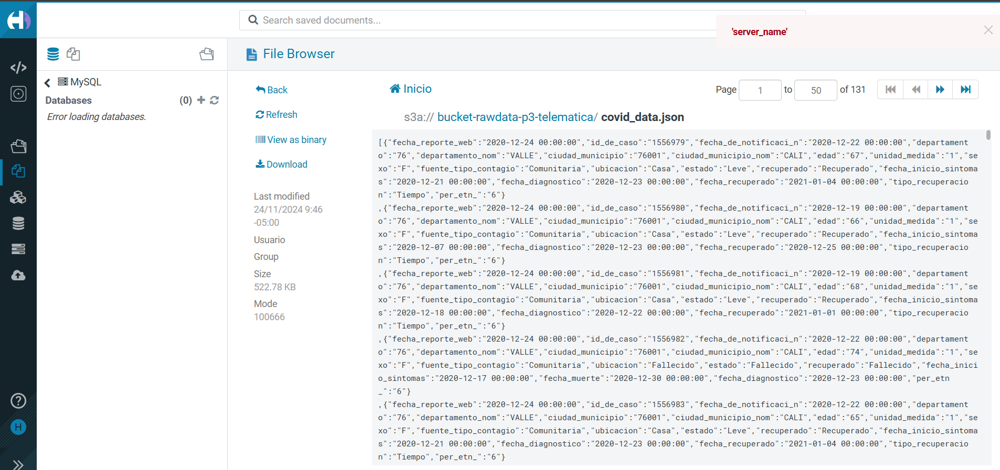 Search saved documents...
'server_name'
File Browser
MySQL
Databases (0)
Error loading databases.
Back
Refresh
View as binary
Download
Last modified
24/11/2024 9:46
-05:00
Usuario
Group
Size
522.78 KB
Mode
100666
H
Inicio
Page 1 to 50 of 131
s3a:// bucket-rawdata-p3-telematica/ covid_data.json
[{"fecha_reporte_web":"2020-12-24 00:00:00","id_de_caso":"1556979","fecha_de_notificaci_n":"2020-12-22 00:00:00","departament
o":"76","departamento_nom":"VALLE","ciudad_municipio":"76001","ciudad_municipio_nom":"CALI","edad":"67","unidad_medida":"1","se
xo":"F","fuente_tipo_contagio":"Comunitaria","ubicacion":"Casa","estado":"Leve","recuperado":"Recuperado","fecha_inicio_sintoma
s":"2020-12-21 00:00:00","fecha_diagnostico":"2020-12-23 00:00:00","fecha_recuperado":"2021-01-04 00:00:00","tipo_recuperacio
n":"Tiempo","per_etn_":"6"}
,{"fecha_reporte_web":"2020-12-24 00:00:00","id_de_caso":"1556980","fecha_de_notificaci_n":"2020-12-19 00:00:00","departament
o":"76","departamento_nom":"VALLE","ciudad_municipio":"76001","ciudad_municipio_nom":"CALI","edad":"66","unidad_medida":"1","se
xo":"F","fuente_tipo_contagio":"Comunitaria","ubicacion":"Casa","estado":"Leve","recuperado":"Recuperado","fecha_inicio_sintoma
s":"2020-12-07 00:00:00","fecha_diagnostico":"2020-12-23 00:00:00","fecha_recuperado":"2020-12-25 00:00:00","tipo_recuperacio
n":"Tiempo","per_etn_":"6"}
,{"fecha_reporte_web":"2020-12-24 00:00:00","id_de_caso":"1556981","fecha_de_notificaci_n":"2020-12-19 00:00:00","departament
o":"76","departamento_nom":"VALLE","ciudad_municipio":"76001","ciudad_municipio_nom":"CALI","edad":"68","unidad_medida":"1","se
xo":"F","fuente_tipo_contagio":"Comunitaria","ubicacion":"Casa","estado":"Leve","recuperado":"Recuperado","fecha_inicio_sintoma
s":"2020-12-18 00:00:00","fecha_diagnostico":"2020-12-22 00:00:00","fecha_recuperado":"2021-01-01 00:00:00","tipo_recuperacio
n":"Tiempo","per_etn_":"6"}
,{"fecha_reporte_web":"2020-12-24 00:00:00","id_de_caso":"1556982","fecha_de_notificaci_n":"2020-12-22 00:00:00","departament
o":"76","departamento_nom":"VALLE","ciudad_municipio":"76001","ciudad_municipio_nom":"CALI","edad":"74","unidad_medida":"1","se
xo":"F","fuente_tipo_contagio":"Comunitaria","ubicacion":"Fallecido","estado":"Fallecido","recuperado":"Fallecido","fecha_inici
o_sintomas":"2020-12-17 00:00:00","fecha_muerte":"2020-12-30 00:00:00","fecha_diagnostico":"2020-12-23 00:00:00","per_etn
_":"6"}
,{"fecha_reporte_web":"2020-12-24 00:00:00","id_de_caso":"1556983","fecha_de_notificaci_n":"2020-12-22 00:00:00","departament
o":"76","departamento_nom":"VALLE","ciudad_municipio":"76001","ciudad_municipio_nom":"CALI","edad":"65","unidad_medida":"1","se
xo":"F","fuente_tipo_contagio":"Comunitaria","ubicacion":"Casa","estado":"Leve","recuperado":"Recuperado","fecha_inicio_sintoma
s":"2020-12-21 00:00:00","fecha_diagnostico":"2020-12-23 00:00:00","fecha_recuperado":"2021-01-04 00:00:00","tipo_recuperacio
n":"Tiempo","per_etn_":"6"}